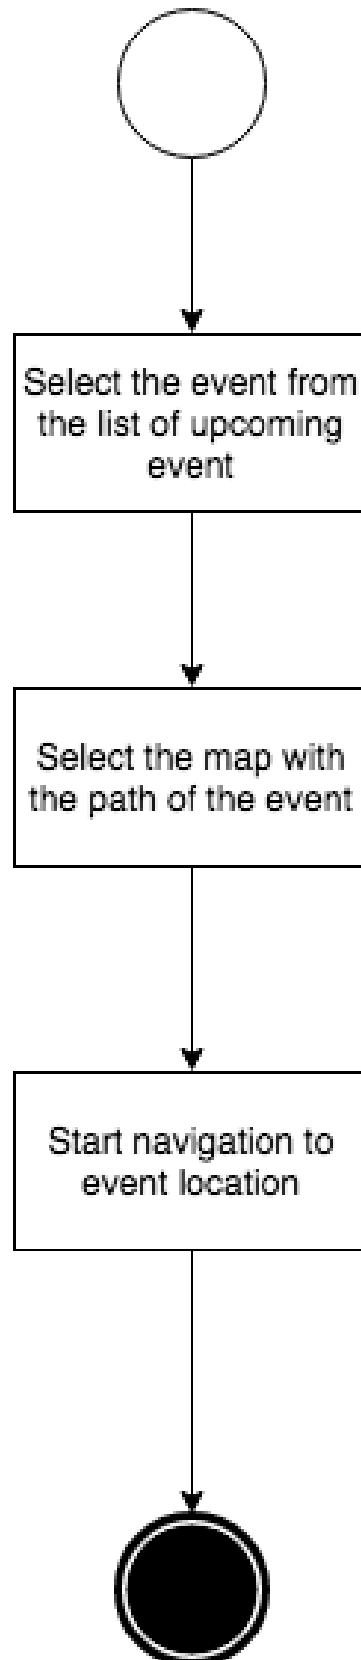 Select the event from
the list of upcoming
event
Select the map with
the path of the event
Start navigation to
event location